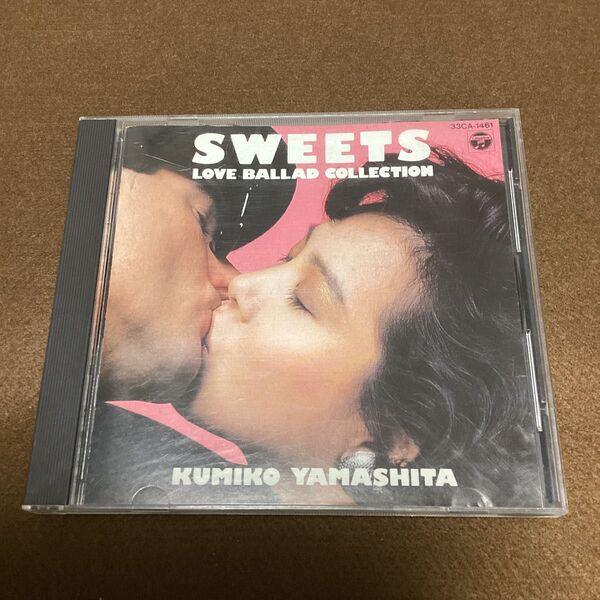 33CA-1461
SWEETS
LOVE BALLAD COLLECTION
KUMIKO YAMASHITA